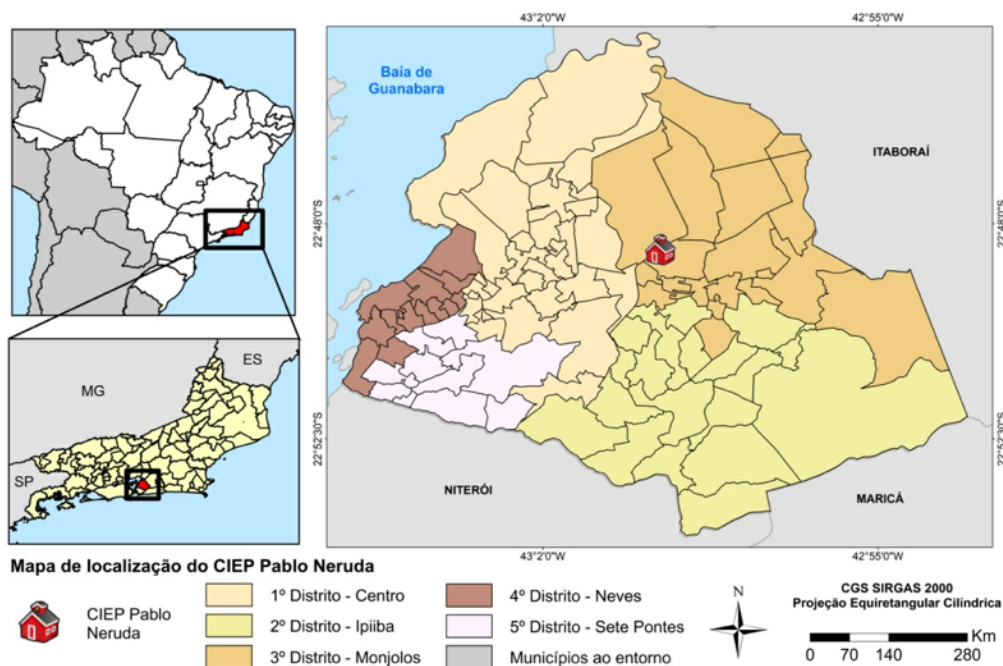 43°2'0"W
42°55'0"W
Baía de
Guanabara
ITABORAÍ
22°48'0"S
22°48'0"S
ES
MG
SP
22°52'30"S
22°52'30"S
NITERÓI
MARICÁ
43°2'0"W
42°55'0"W
Mapa de localização do CIEP Pablo Neruda
CIEP Pablo
Neruda
1º Distrito - Centro
2º Distrito - Ipiiba
3º Distrito - Monjolos
4º Distrito - Neves
5º Distrito - Sete Pontes
Municípios ao entorno
N
CGS SIRGAS 2000
Projeção Equiretangular Cilíndrica
Km
0 70 140 280